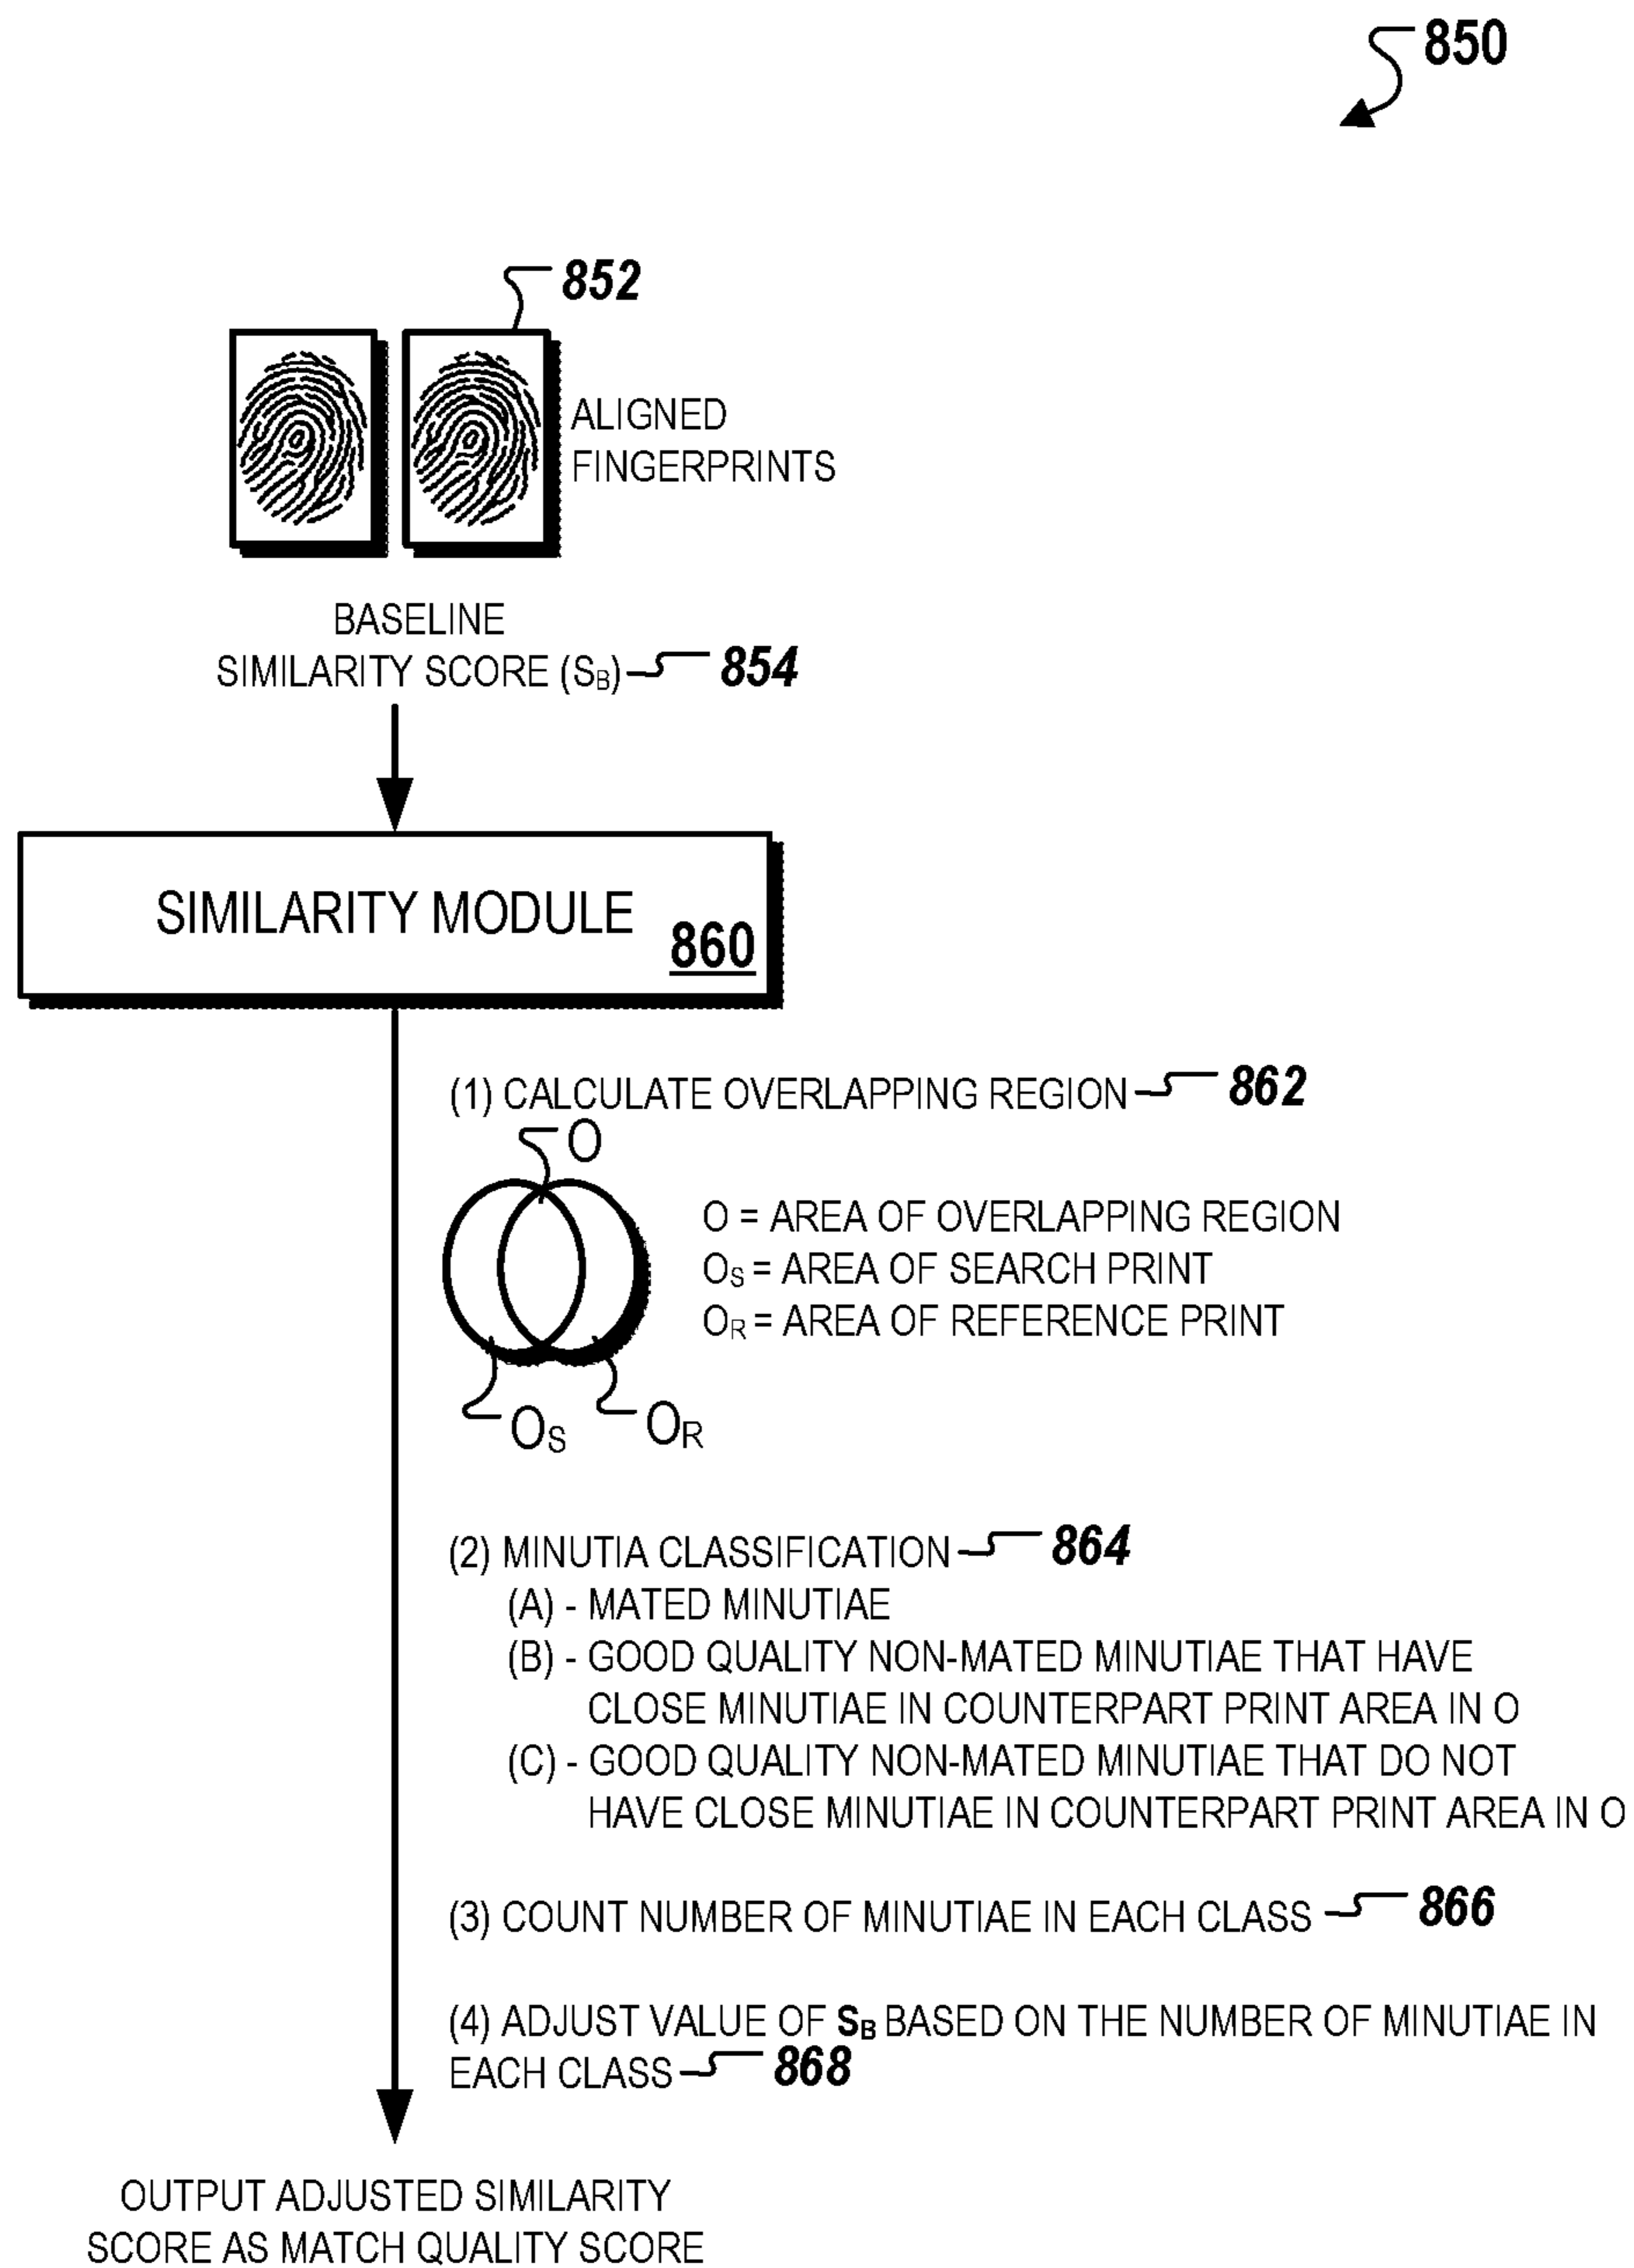 850
852
ALIGNED
FINGERPRINTS
BASELINE
SIMILARITY SCORE (SB) 854
SIMILARITY MODULE
860
(1) CALCULATE OVERLAPPING REGION 862
O
O = AREA OF OVERLAPPING REGION
OS = AREA OF SEARCH PRINT
OR = AREA OF REFERENCE PRINT
OS OR
(2) MINUTIA CLASSIFICATION 864
(A) - MATED MINUTIAE
(B) - GOOD QUALITY NON-MATED MINUTIAE THAT HAVE
CLOSE MINUTIAE IN COUNTERPART PRINT AREA IN O
(C) - GOOD QUALITY NON-MATED MINUTIAE THAT DO NOT
HAVE CLOSE MINUTIAE IN COUNTERPART PRINT AREA IN O
(3) COUNT NUMBER OF MINUTIAE IN EACH CLASS 866
(4) ADJUST VALUE OF SB BASED ON THE NUMBER OF MINUTIAE IN
EACH CLASS 868
OUTPUT ADJUSTED SIMILARITY
SCORE AS MATCH QUALITY SCORE